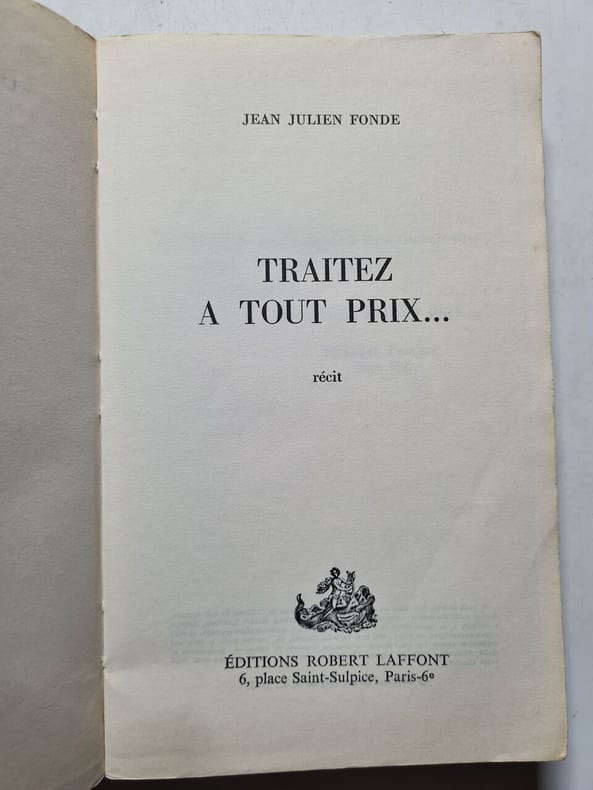 JEAN JULIEN FONDE
TRAITEZ
A TOUT PRIX...
récit
ÉDITIONS ROBERT LAFFONT
6, place Saint-Sulpice, Paris-6e